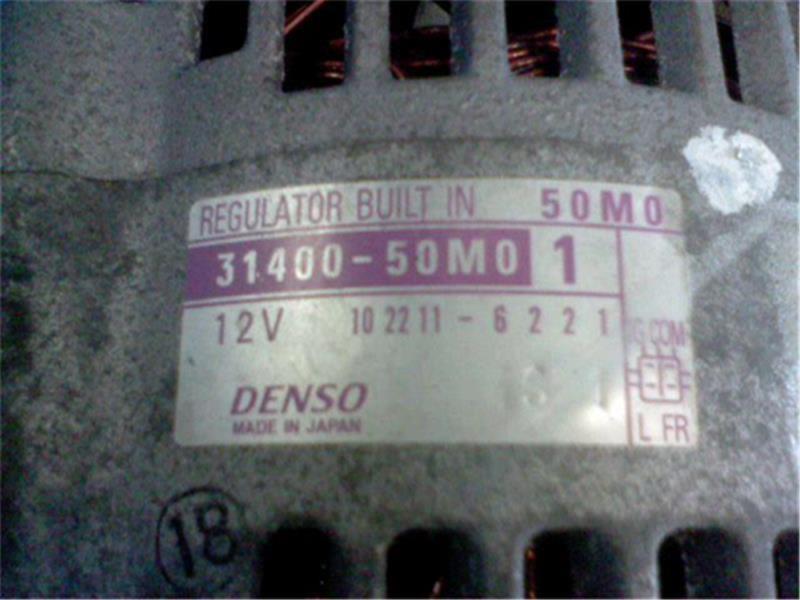 REGULATOR BUILT IN 50M0
31400-50M0 1
12V 102211-6221
DENSO
MADE IN JAPAN
IG COM
L FR
18